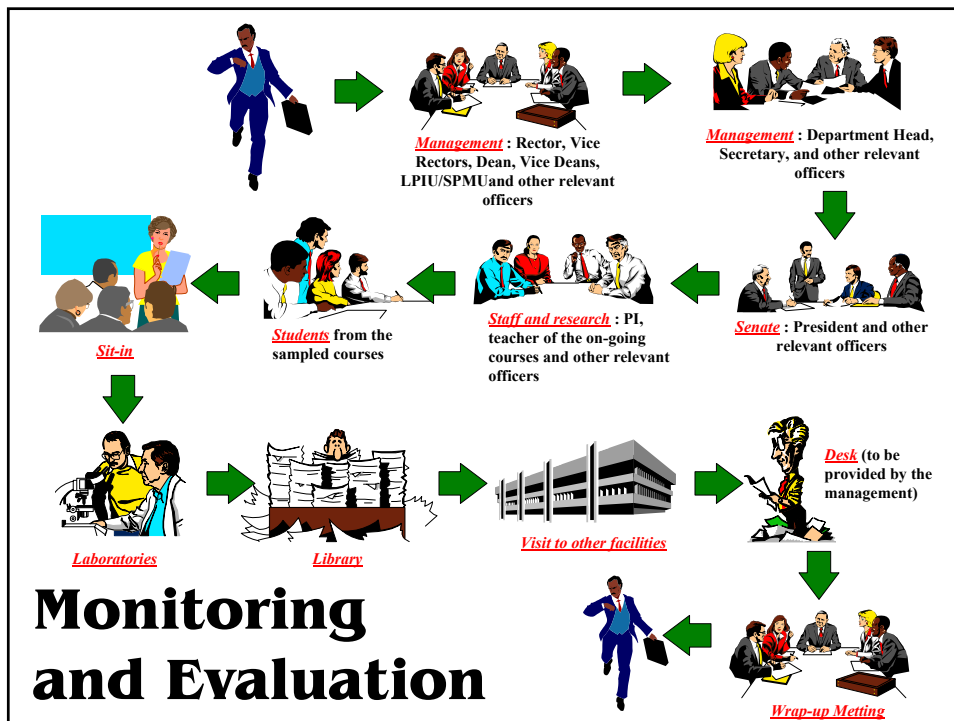 Management : Rector, Vice
Rectors, Dean, Vice Deans,
LPIU/SPMUand other relevant
officers
Management : Department Head,
Secretary, and other relevant
officers
Senate : President and other
relevant officers
Staff and research : PI,
teacher of the on-going
courses and other relevant
officers
Students from the
sampled courses
Sit-in
Laboratories
Library
Visit to other facilities
Desk (to be
provided by the
management)
Wrap-up Metting
Monitoring
and Evaluation